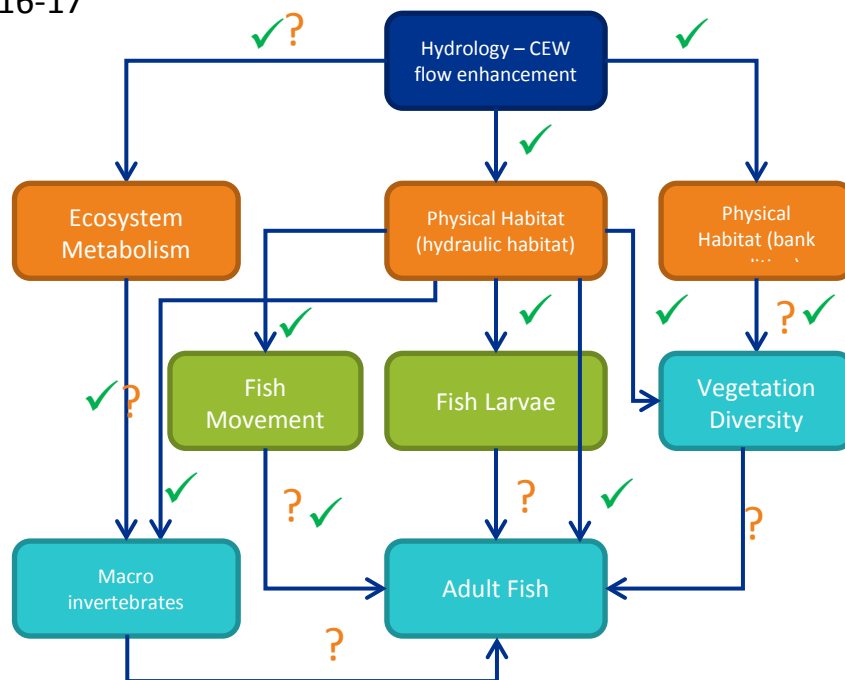 16-17
Hydrology – CEW
flow enhancement
Ecosystem
Metabolism
Physical Habitat
(hydraulic habitat)
Physical
Habitat (bank
Fish
Movement
Fish Larvae
Vegetation
Diversity
Macro
invertebrates
Adult Fish